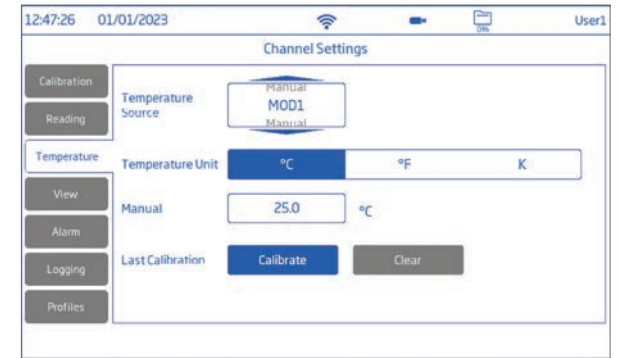 12:47:26 01/01/2023 0% User1
Channel Settings
Calibration
Reading
Temperature
View
Alarm
Logging
Profiles
Temperature Source
Manual
MOD1
Manual
Temperature Unit °C °F K
Manual 25.0 °C
Last Calibration Calibrate Clear